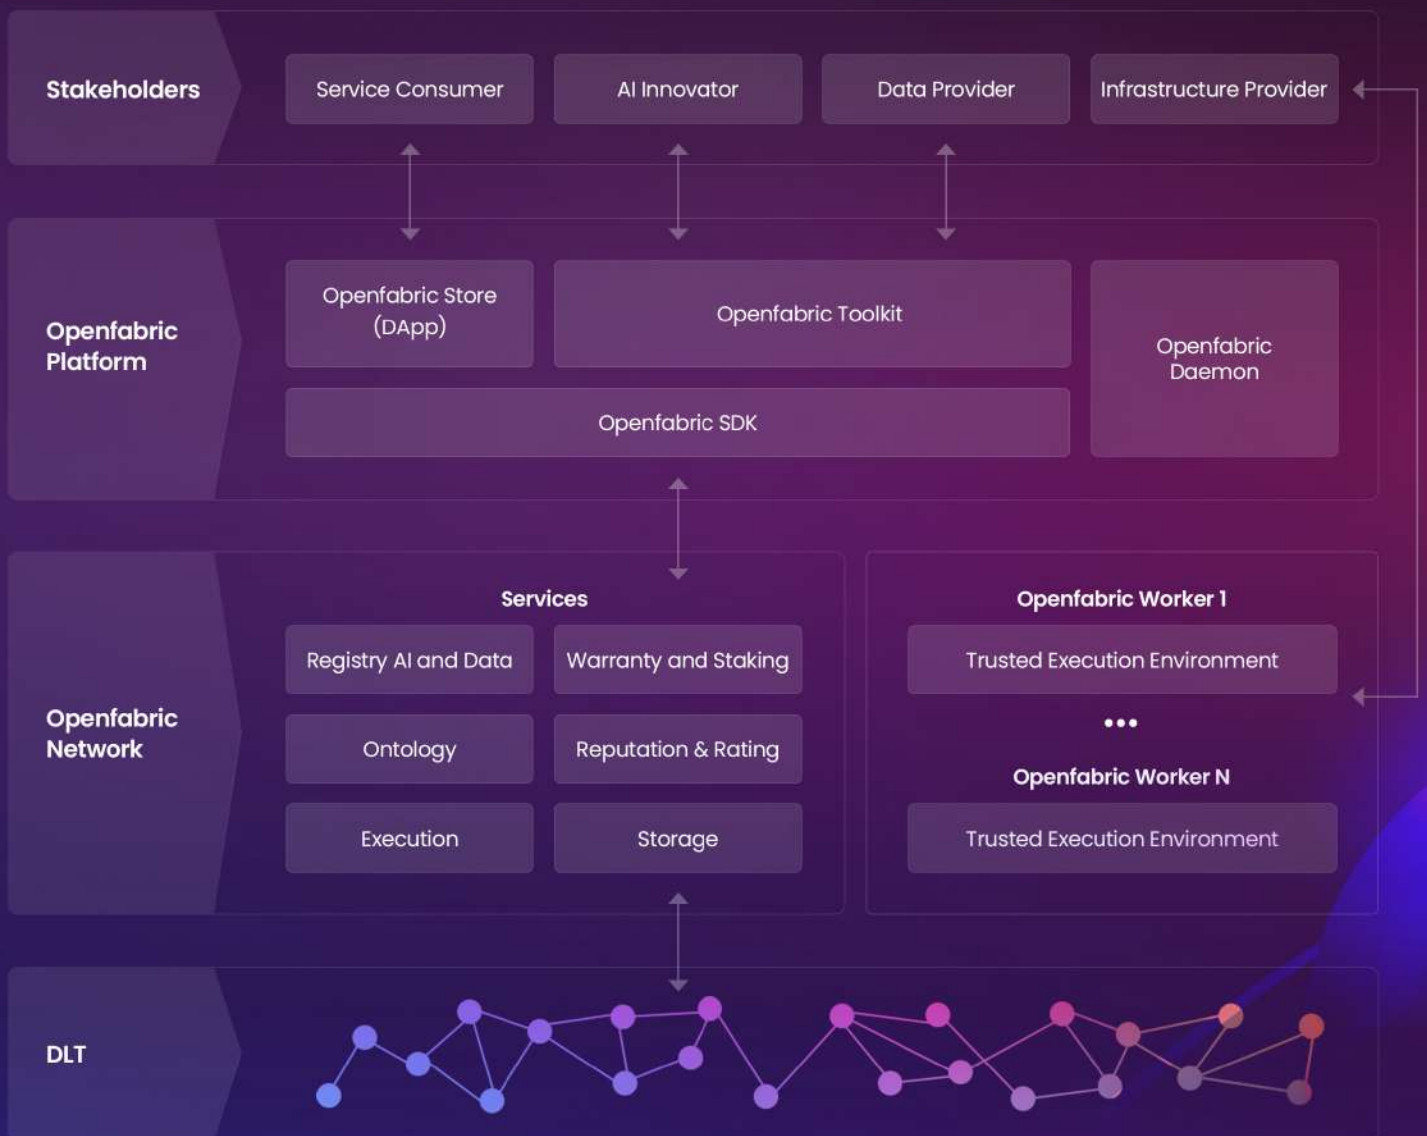 Stakeholders
Service Consumer
AI Innovator
Data Provider
Infrastructure Provider
Openfabric
Platform
Openfabric Store
(DApp)
Openfabric Toolkit
Openfabric
Daemon
Openfabric SDK
Openfabric
Network
Services
Registry AI and Data
Warranty and Staking
Ontology
Reputation & Rating
Execution
Storage
Openfabric Worker 1
Trusted Execution Environment
•••
Openfabric Worker N
Trusted Execution Environment
DLT